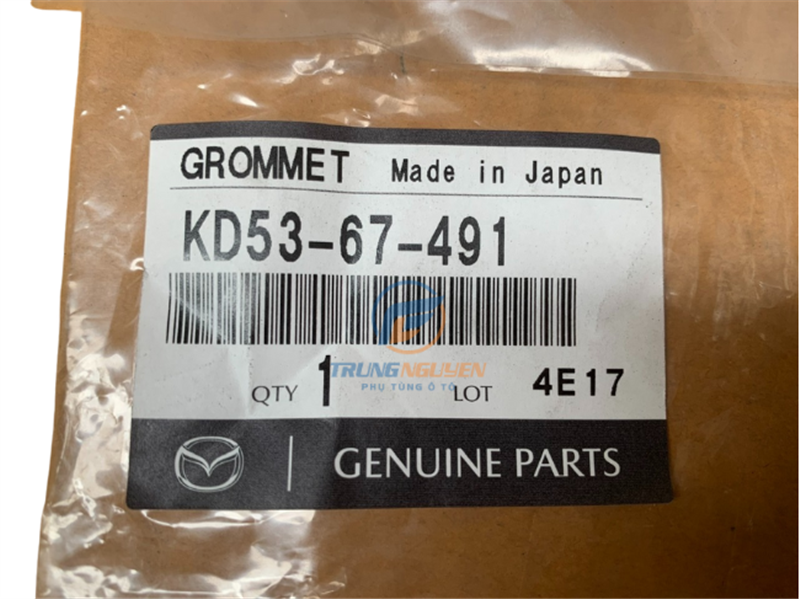 GROMMET Made in Japan
KD53-67-491
TRUNG NGUYEN
PHỤ TÙNG Ô TÔ
QTY 1 LOT 4E17
GENUINE PARTS